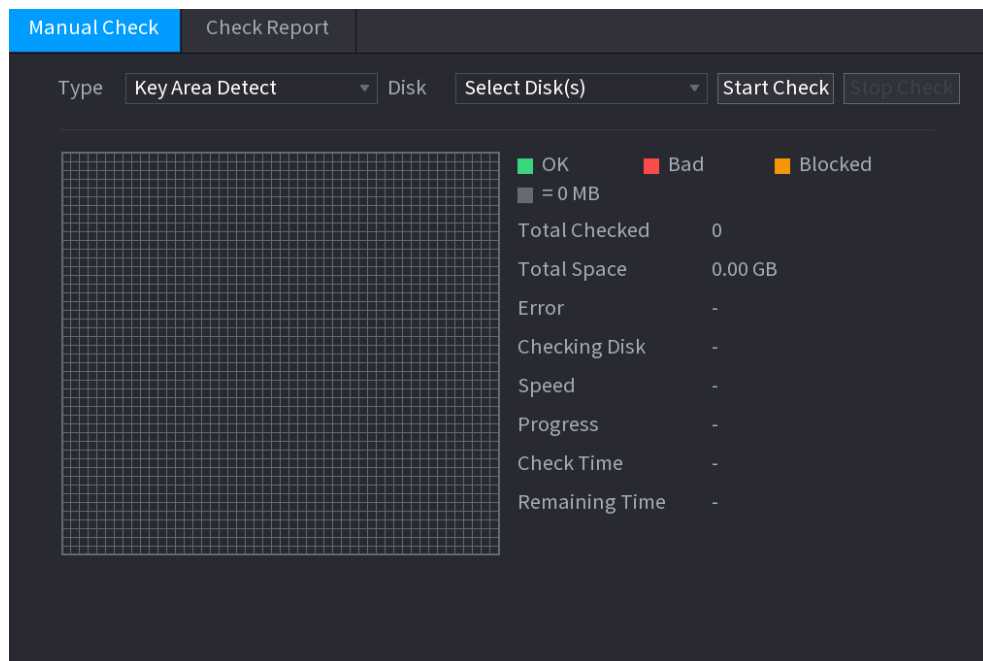 Manual Check Check Report
Type Key Area Detect Disk Select Disk(s) Start Check Stop Check
OK Bad Blocked
= 0 MB
Total Checked 0
Total Space 0.00 GB
Error -
Checking Disk -
Speed -
Progress -
Check Time -
Remaining Time -